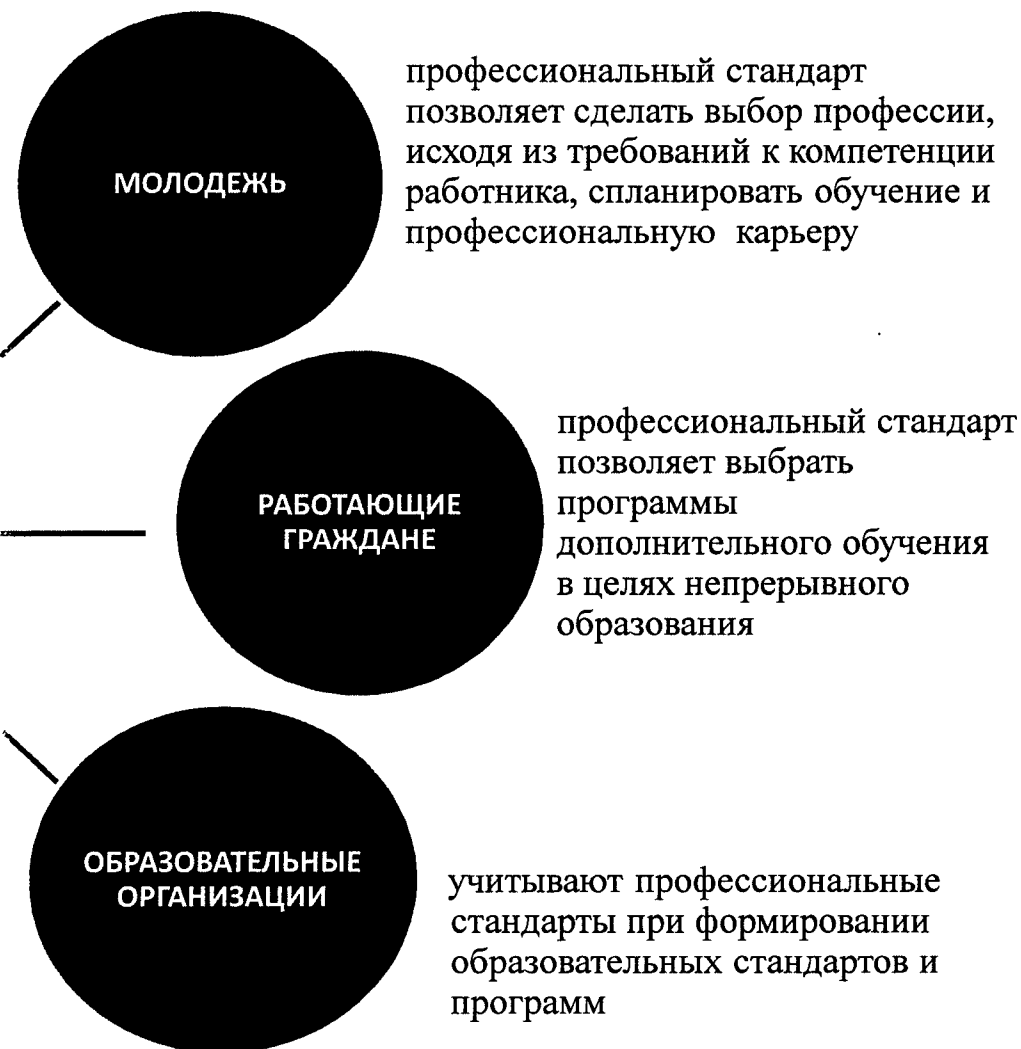 МОЛОДЕЖЬ
профессиональный стандарт
позволяет сделать выбор профессии,
исходя из требований к компетенции
работника, спланировать обучение и
профессиональную карьеру
РАБОТАЮЩИЕ
ГРАЖДАНЕ
профессиональный стандарт
позволяет выбрать
программы
дополнительного обучения
в целях непрерывного
образования
ОБРАЗОВАТЕЛЬНЫЕ
ОРГАНИЗАЦИИ
учитывают профессиональные
стандарты при формировании
образовательных стандартов и
программ